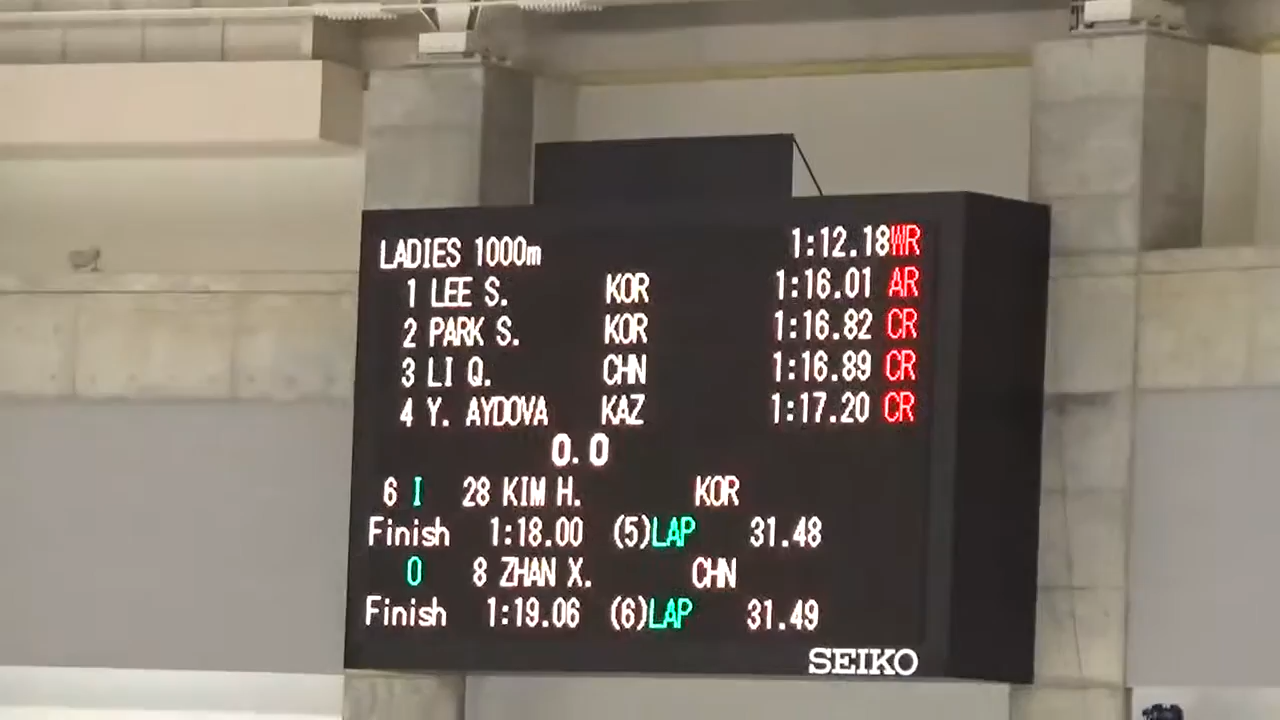 LADIES 1000m 1:12.18WR
1 LEE S. KOR 1:16.01 AR
2 PARK S. KOR 1:16.82 CR
3 LI Q. CHN 1:16.89 CR
4 Y. AYDOVA KAZ 1:17.20 CR
0.0
6 I 28 KIM H. KOR
Finish 1:18.00 (5)LAP 31.48
O 8 ZHAN X. CHN
Finish 1:19.06 (6)LAP 31.49
SEIKO